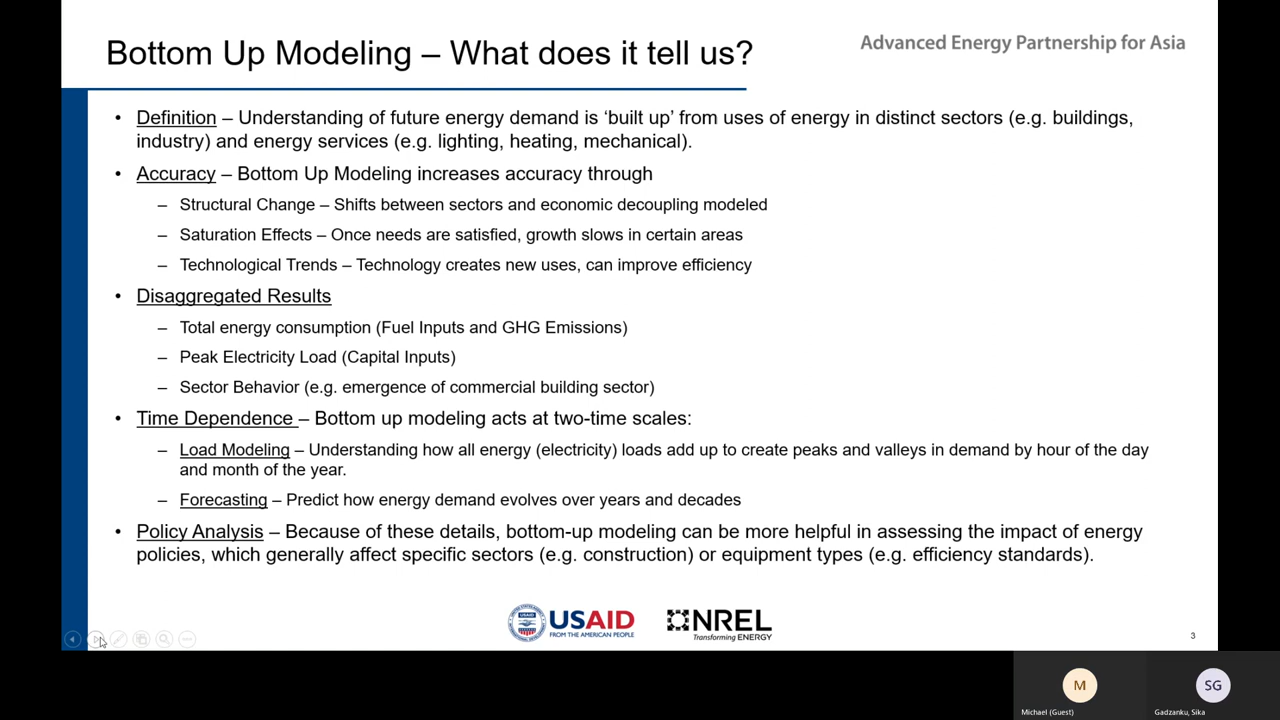 Bottom Up Modeling – What does it tell us?
Advanced Energy Partnership for Asia
• Definition – Understanding of future energy demand is ‘built up’ from uses of energy in distinct sectors (e.g. buildings,
industry) and energy services (e.g. lighting, heating, mechanical).
• Accuracy – Bottom Up Modeling increases accuracy through
– Structural Change – Shifts between sectors and economic decoupling modeled
– Saturation Effects – Once needs are satisfied, growth slows in certain areas
– Technological Trends – Technology creates new uses, can improve efficiency
• Disaggregated Results
– Total energy consumption (Fuel Inputs and GHG Emissions)
– Peak Electricity Load (Capital Inputs)
– Sector Behavior (e.g. emergence of commercial building sector)
• Time Dependence – Bottom up modeling acts at two-time scales:
– Load Modeling – Understanding how all energy (electricity) loads add up to create peaks and valleys in demand by hour of the day
and month of the year.
– Forecasting – Predict how energy demand evolves over years and decades
• Policy Analysis – Because of these details, bottom-up modeling can be more helpful in assessing the impact of energy
policies, which generally affect specific sectors (e.g. construction) or equipment types (e.g. efficiency standards).
USAID
FROM THE AMERICAN PEOPLE
NREL
Transforming ENERGY
3
M
SG
Michael (Guest)
Gadzanku, Sika